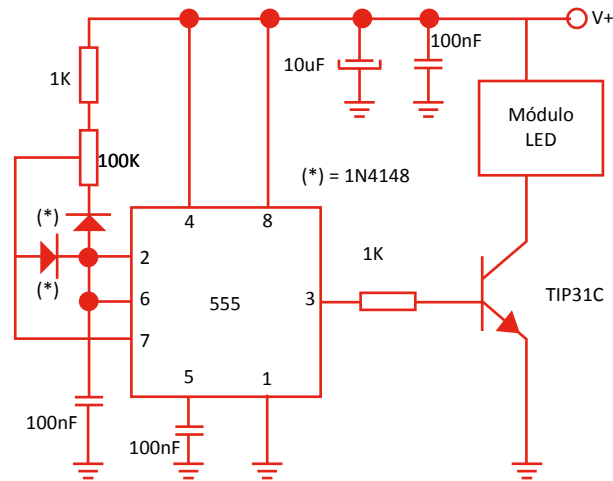 V+
100nF
10uF
1K
Módulo
LED
100K
(*) = 1N4148
(*)
4
8
2
1K
(*)
6
555
3
TIP31C
7
5
1
100nF
100nF